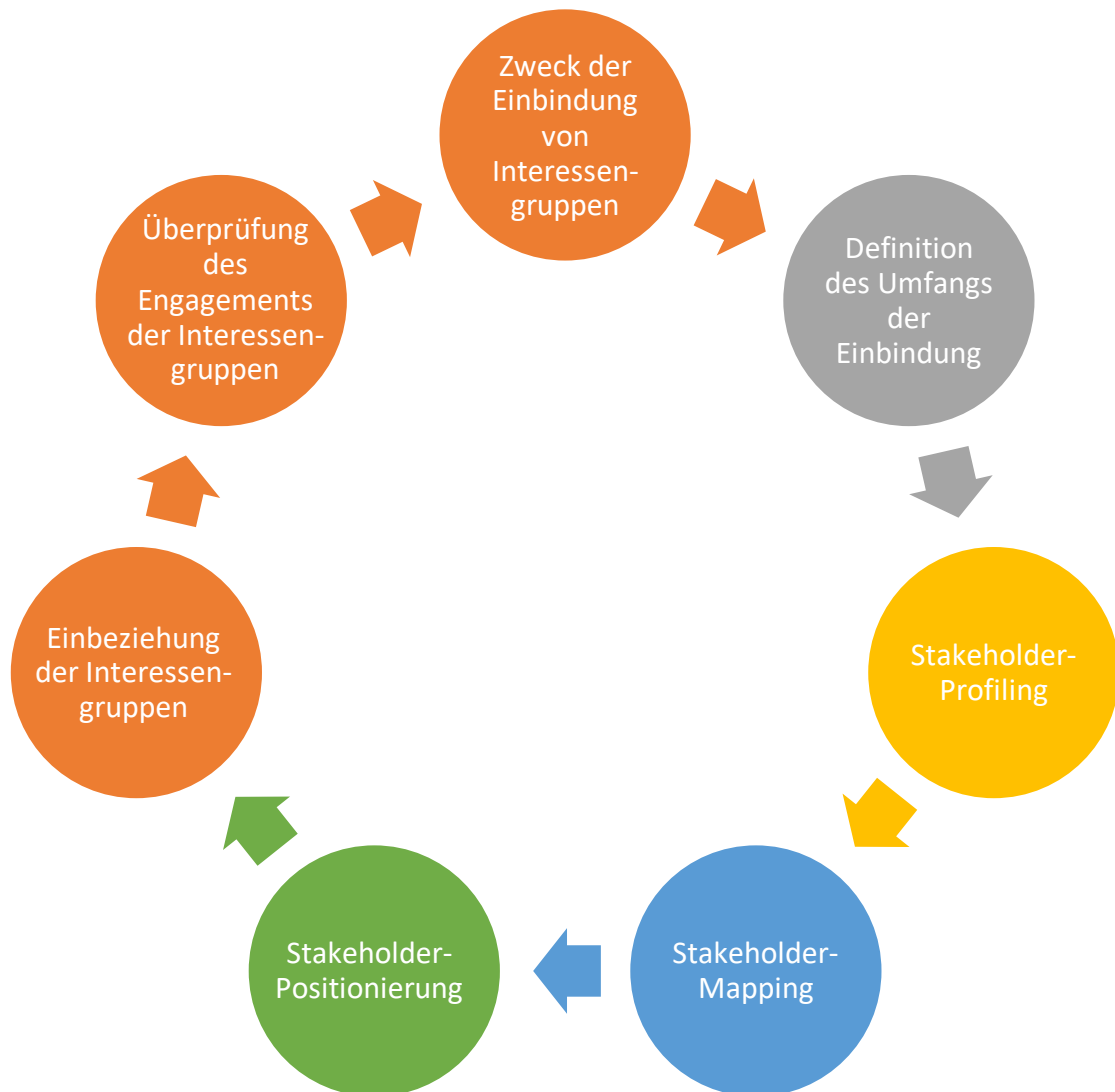 Zweck der
Einbindung
von
Interessen-
gruppen
Definition
des Umfangs
der
Einbindung
Stakeholder-
Profiling
Stakeholder-
Mapping
Stakeholder-
Positionierung
Einbeziehung
der Interessen-
gruppen
Überprüfung
des
Engagements
der Interessen-
gruppen